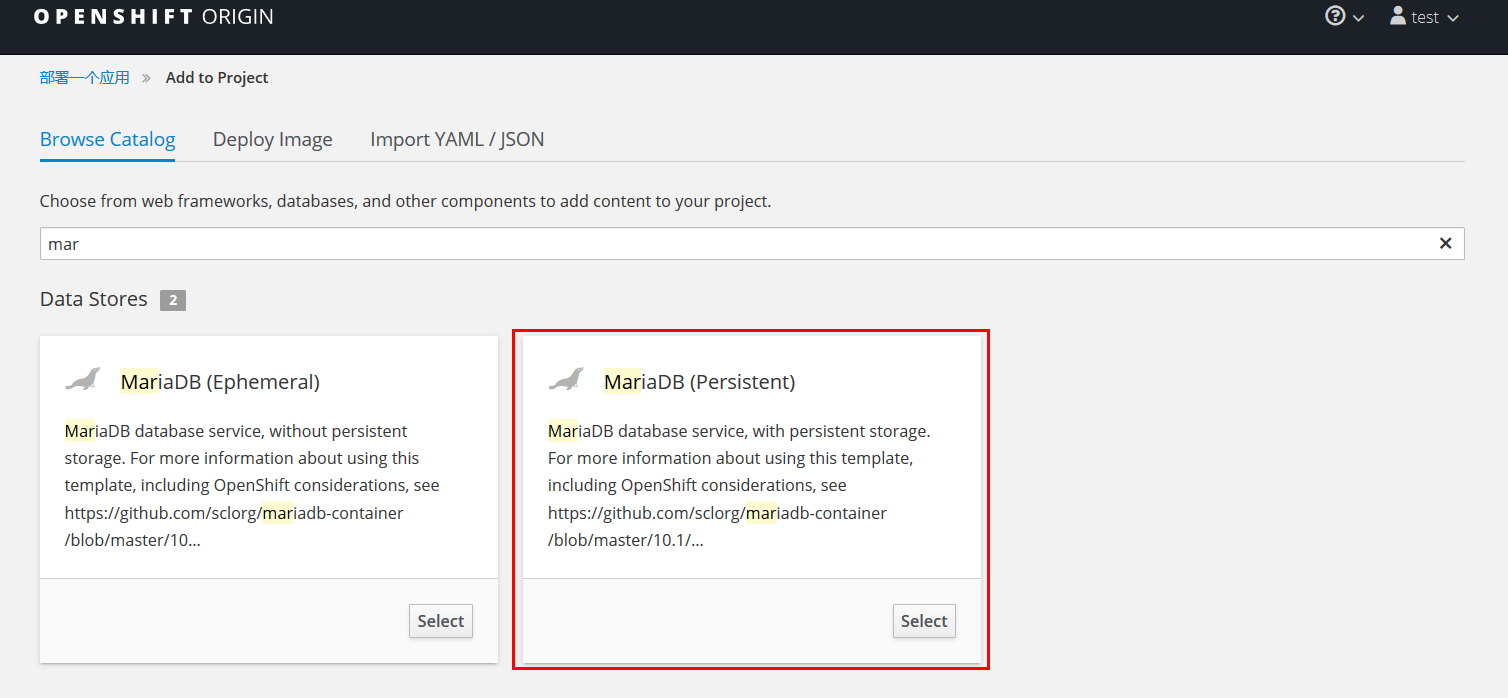 OPENSHIFT ORIGIN
test
部署一个应用 » Add to Project
Browse Catalog Deploy Image Import YAML / JSON
Choose from web frameworks, databases, and other components to add content to your project.
mar
Data Stores 2
MariaDB (Ephemeral)
MariaDB database service, without persistent
storage. For more information about using this
template, including OpenShift considerations, see
https://github.com/sclorg/mariadb-container
/blob/master/10...
Select
MariaDB (Persistent)
MariaDB database service, with persistent storage.
For more information about using this template,
including OpenShift considerations, see
https://github.com/sclorg/mariadb-container
/blob/master/10.1/...
Select